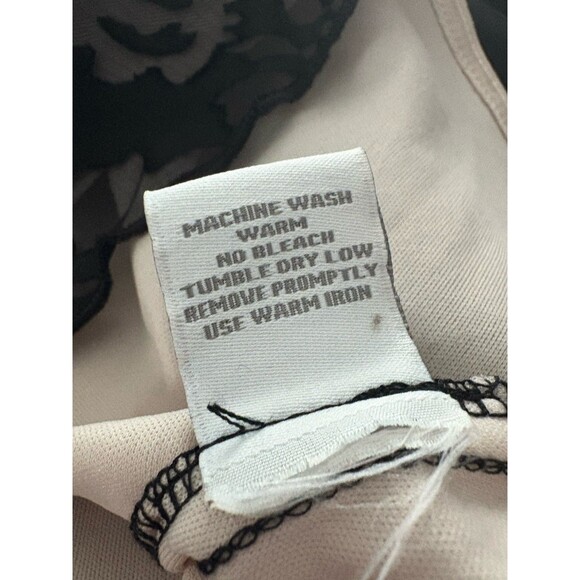 MACHINE WASH
WARM
NO BLEACH
TUMBLE DRY LOW
REMOVE PROMPTLY
USE WARM IRON